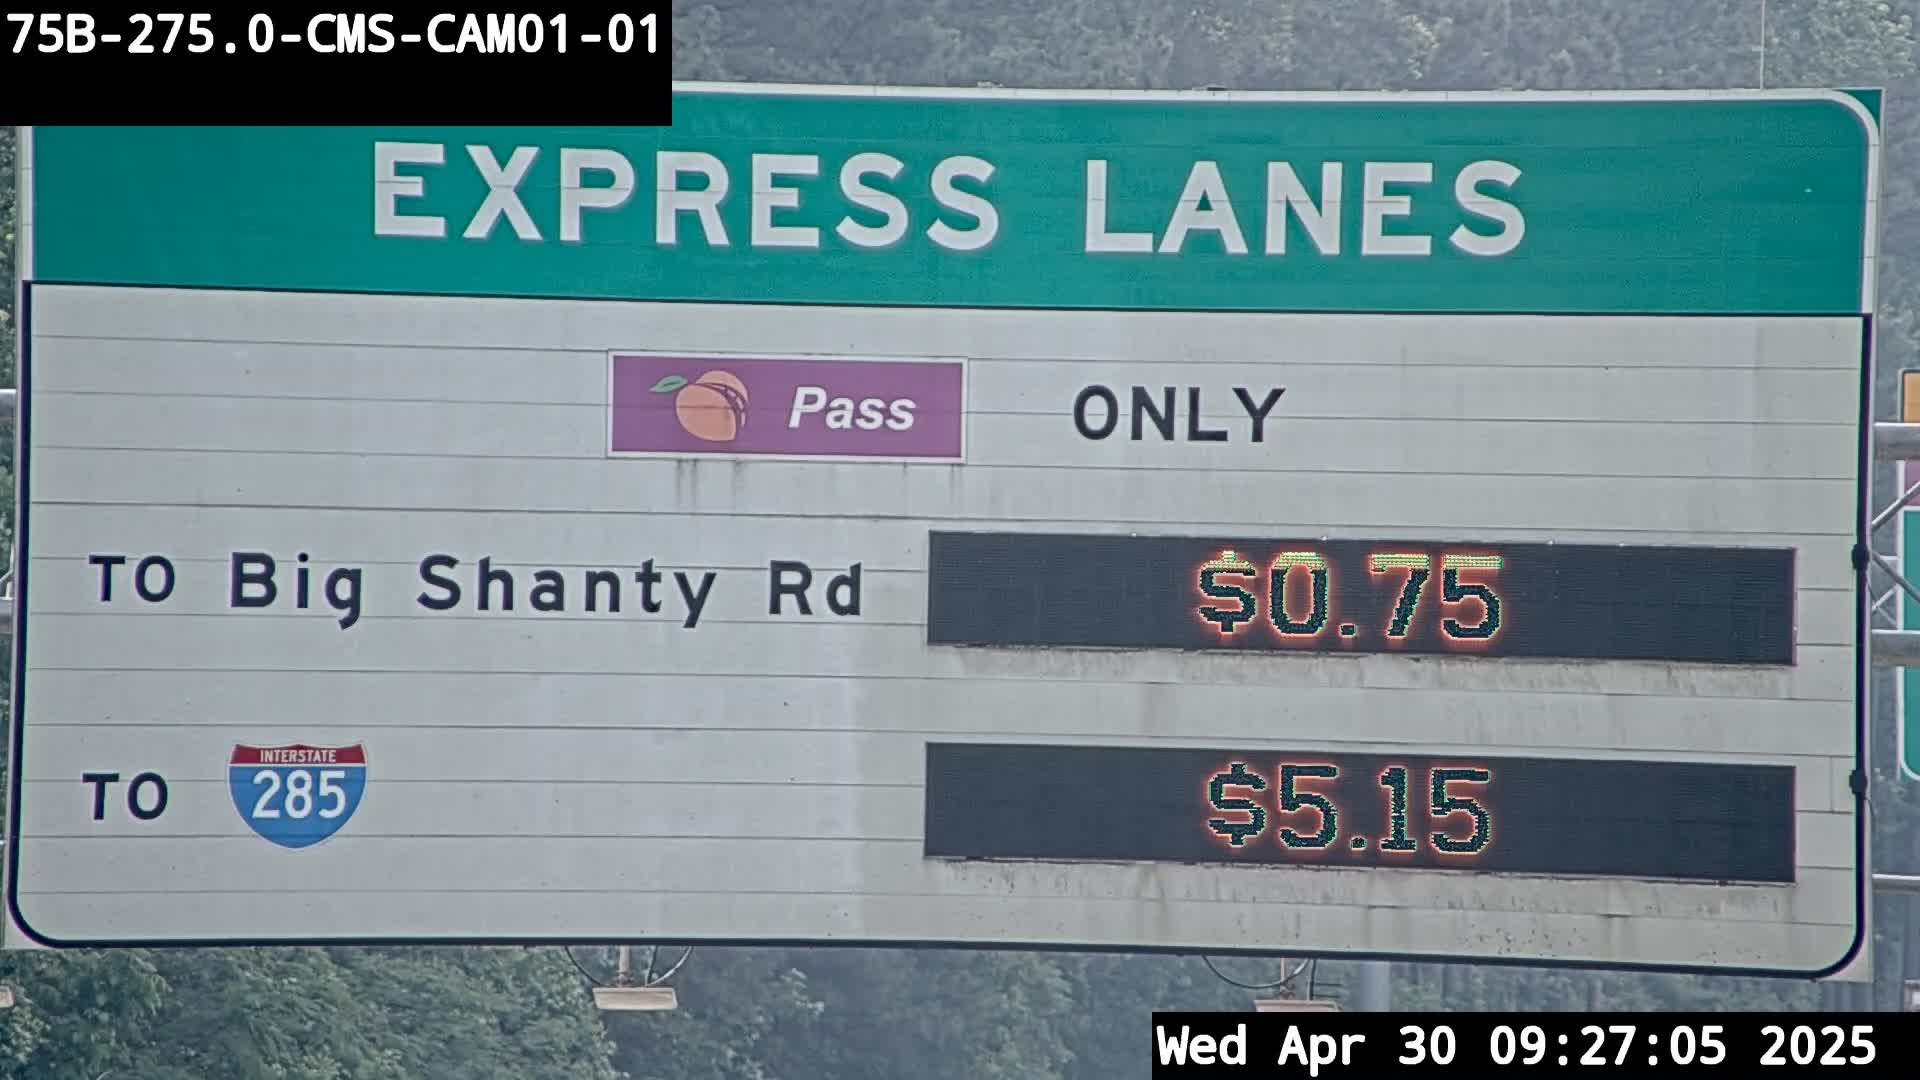 75B-275.0-CMS-CAM01-01
EXPRESS LANES
Pass ONLY
TO Big Shanty Rd $0.75
INTERSTATE
TO 285 $5.15
Wed Apr 30 09:27:05 2025